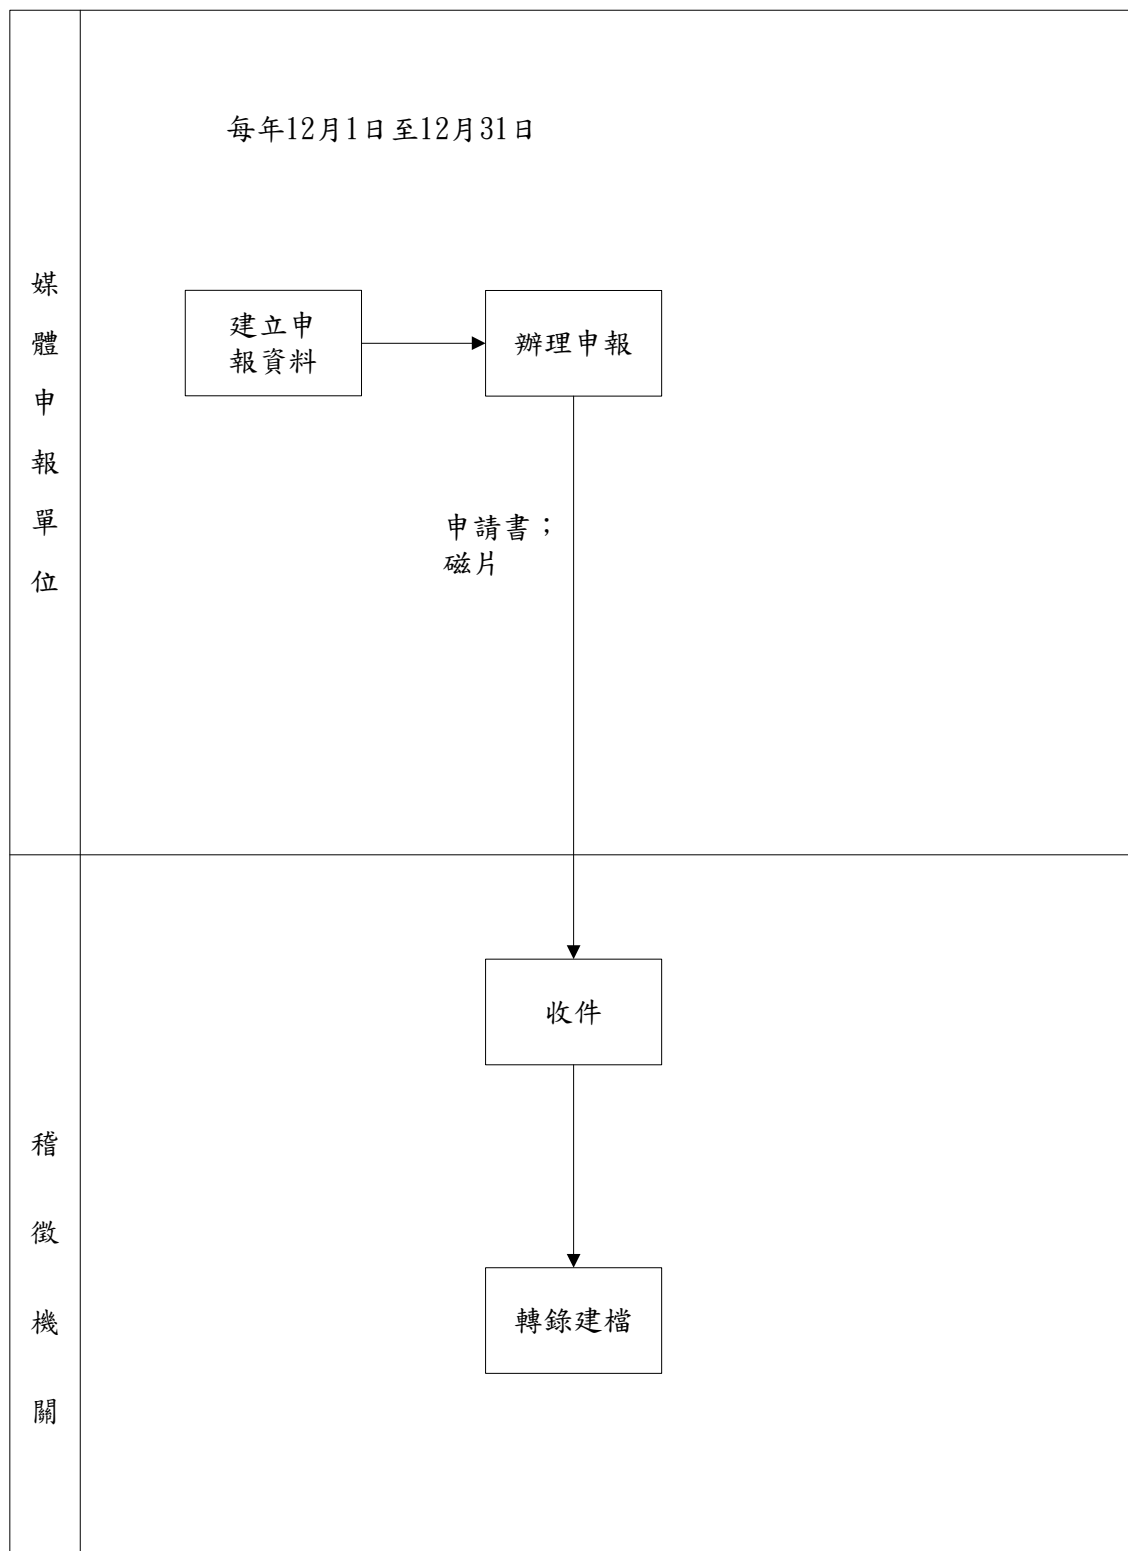 每年12月1日至12月31日
媒體申報單位
建立申
報資料
辦理申報
申請書；
磁片
稽徵機關
收件
轉錄建檔